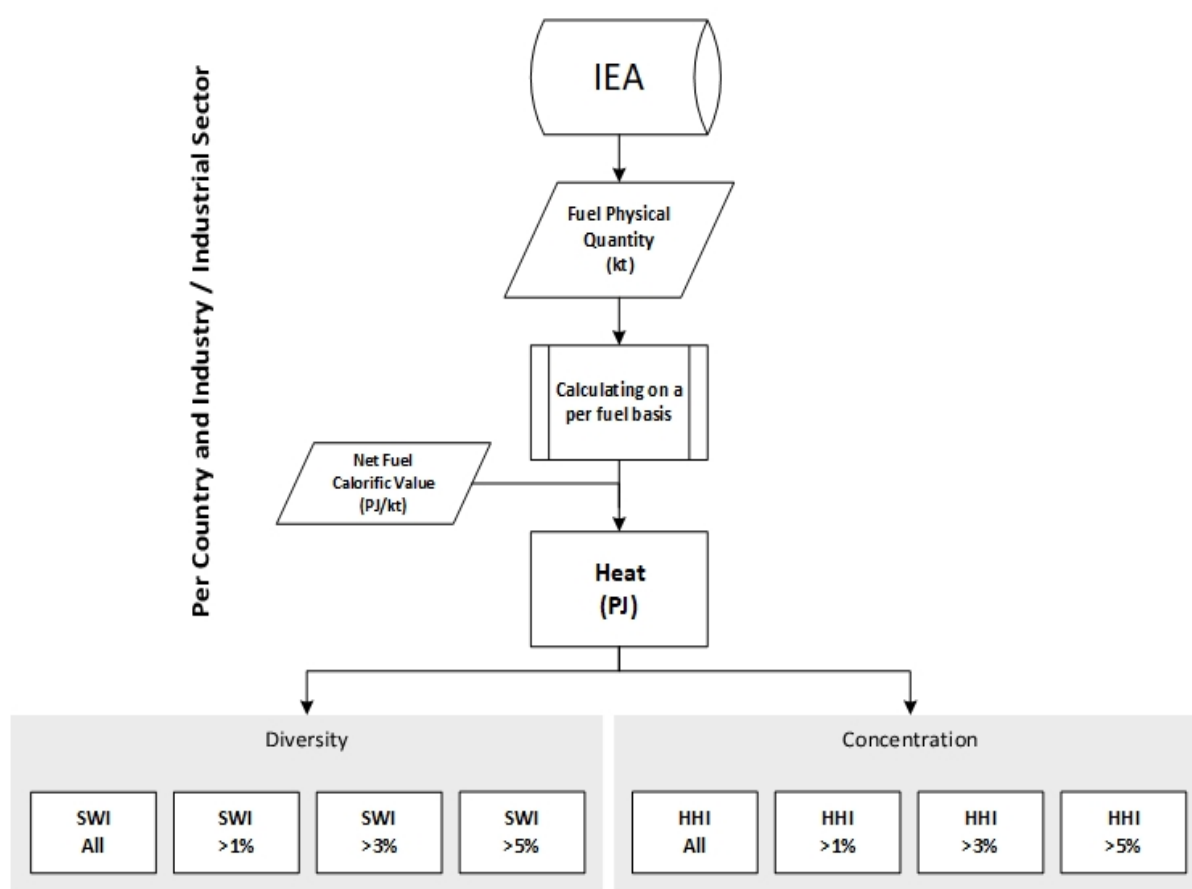 Per Country and Industry / Industrial Sector
IEA
Fuel Physical
Quantity
(kt)
Calculating on a
per fuel basis
Net Fuel
Calorific Value
(PJ/kt)
Heat
(PJ)
Diversity
SWI
All
SWI
>1%
SWI
>3%
SWI
>5%
Concentration
HHI
All
HHI
>1%
HHI
>3%
HHI
>5%